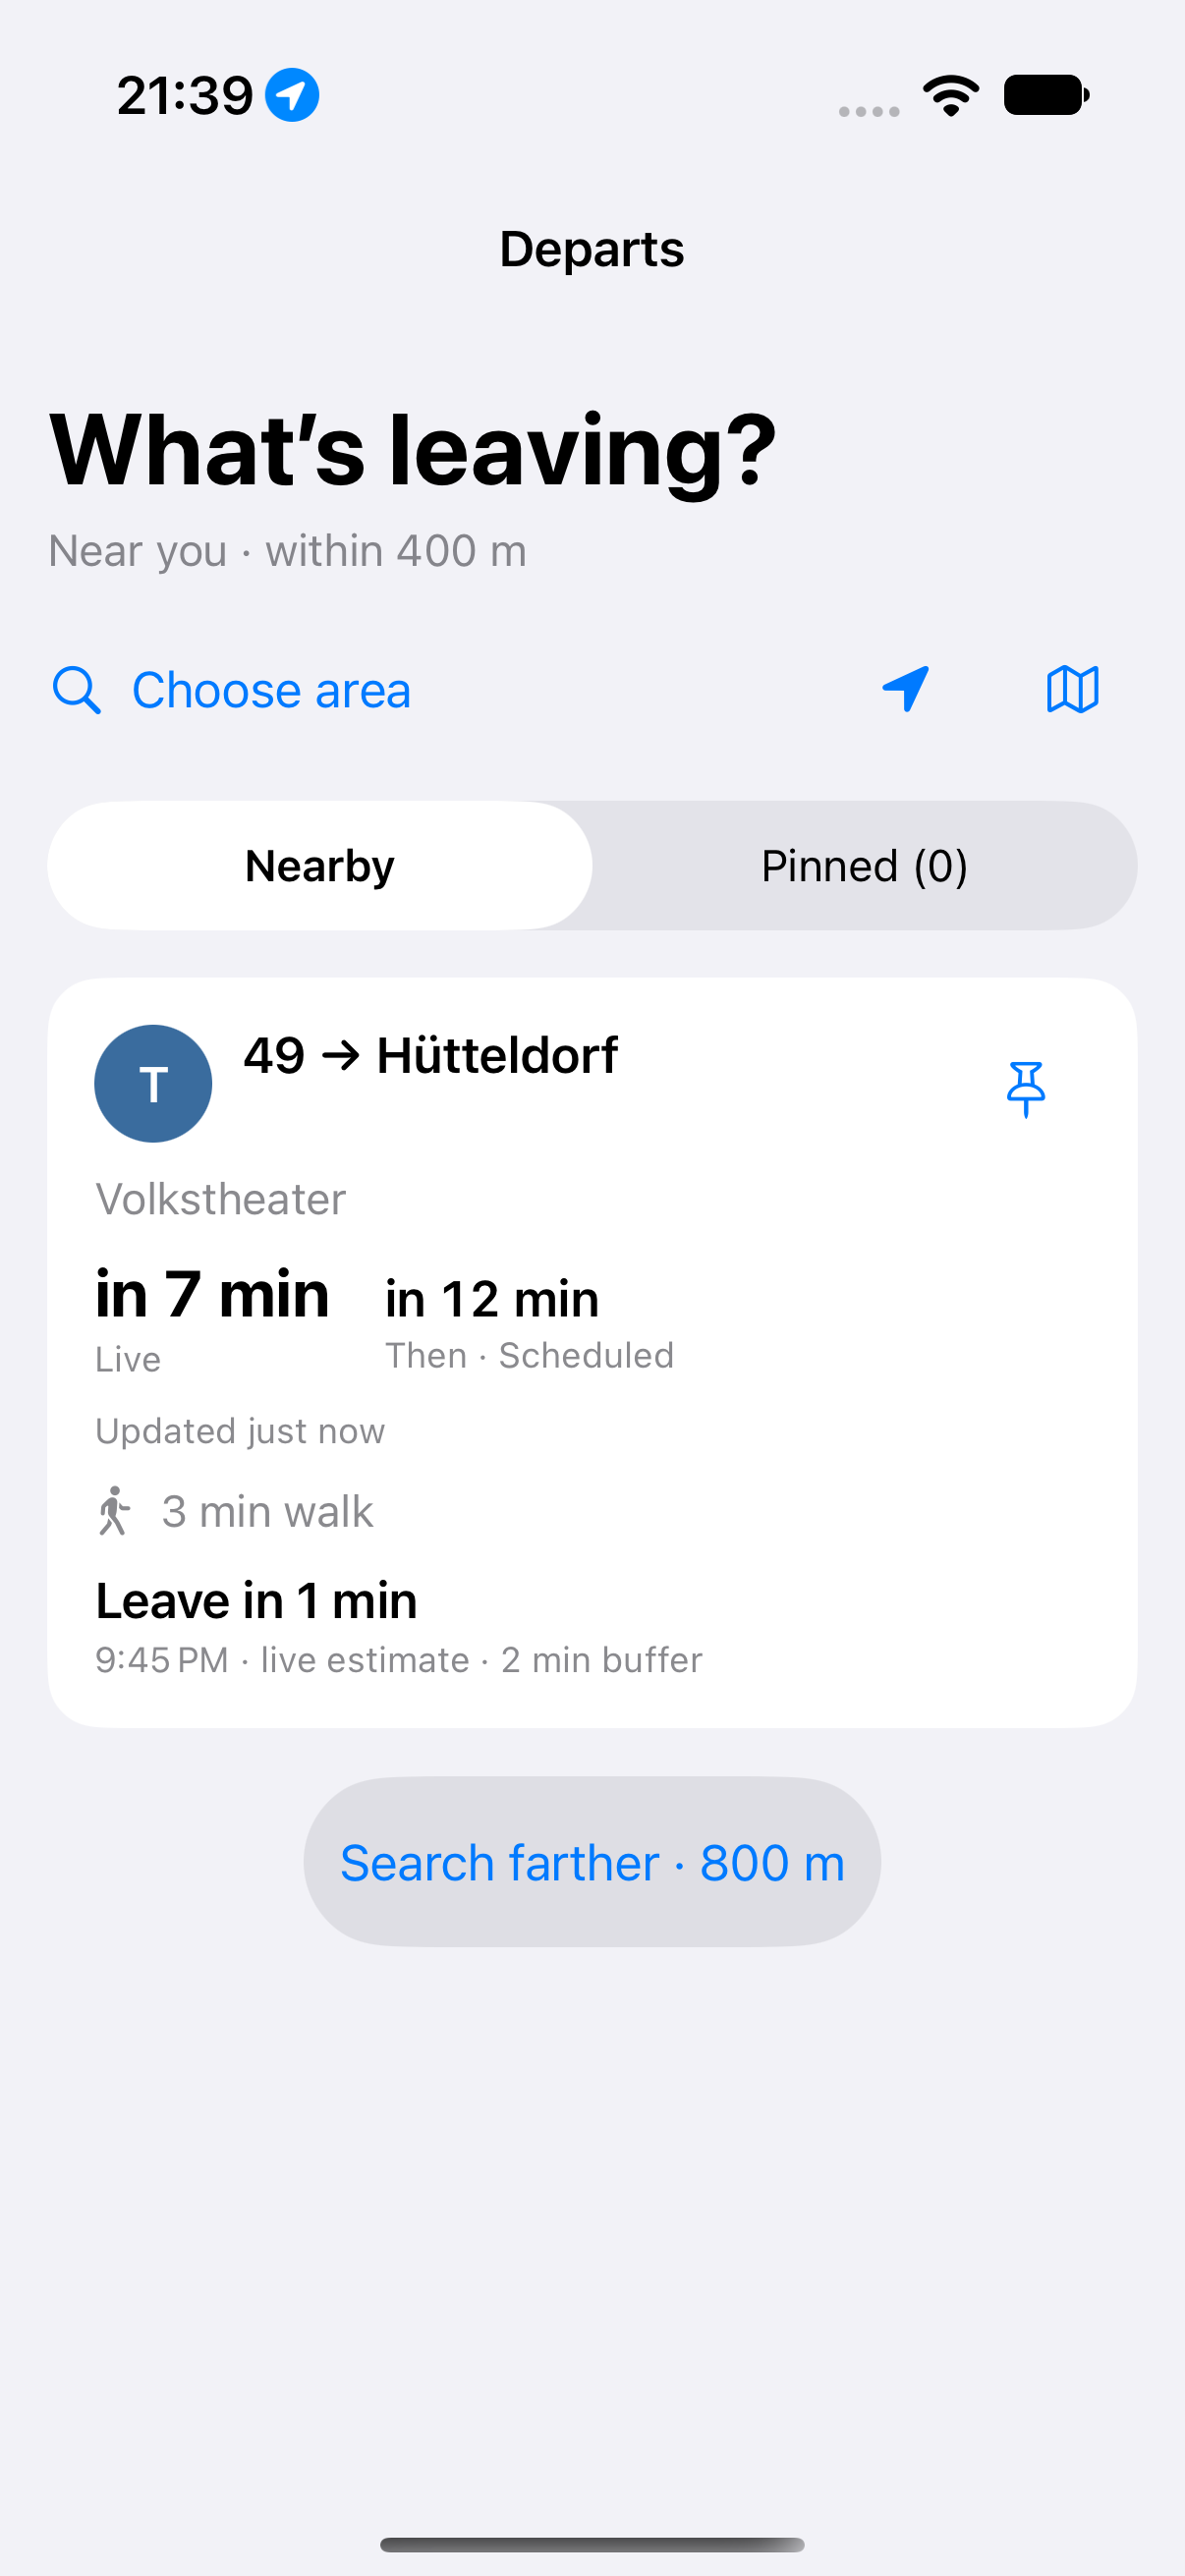 21:39
Departs
What’s leaving?
Near you · within 400 m
Choose area
Nearby
Pinned (0)
T
49 → Hütteldorf
Volkstheater
in 7 min
in 12 min
Live
Then · Scheduled
Updated just now
3 min walk
Leave in 1 min
9:45 PM · live estimate · 2 min buffer
Search farther · 800 m